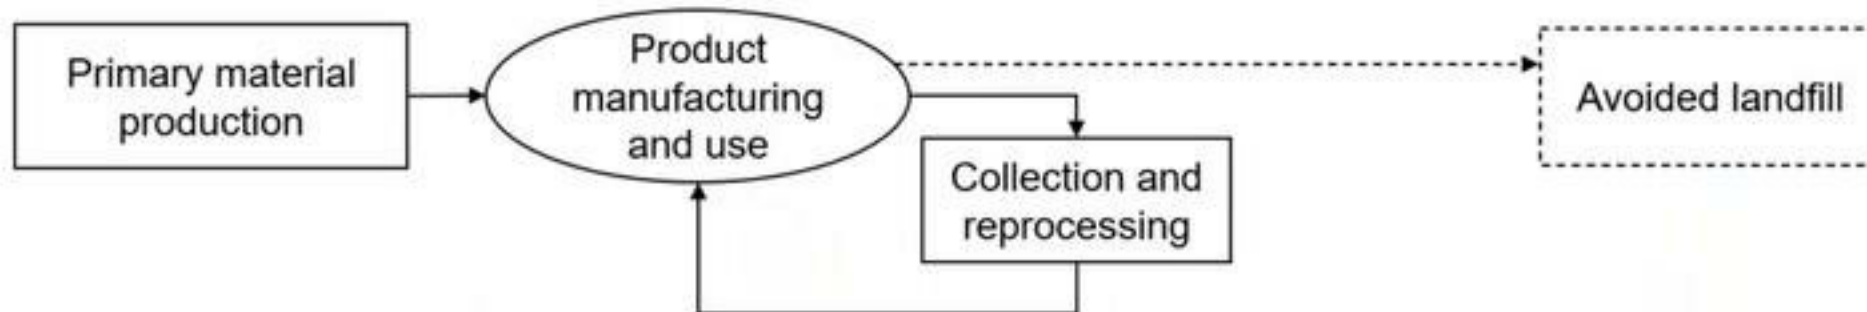 Primary material
production
Product
manufacturing
and use
Collection and
reprocessing
Avoided landfill